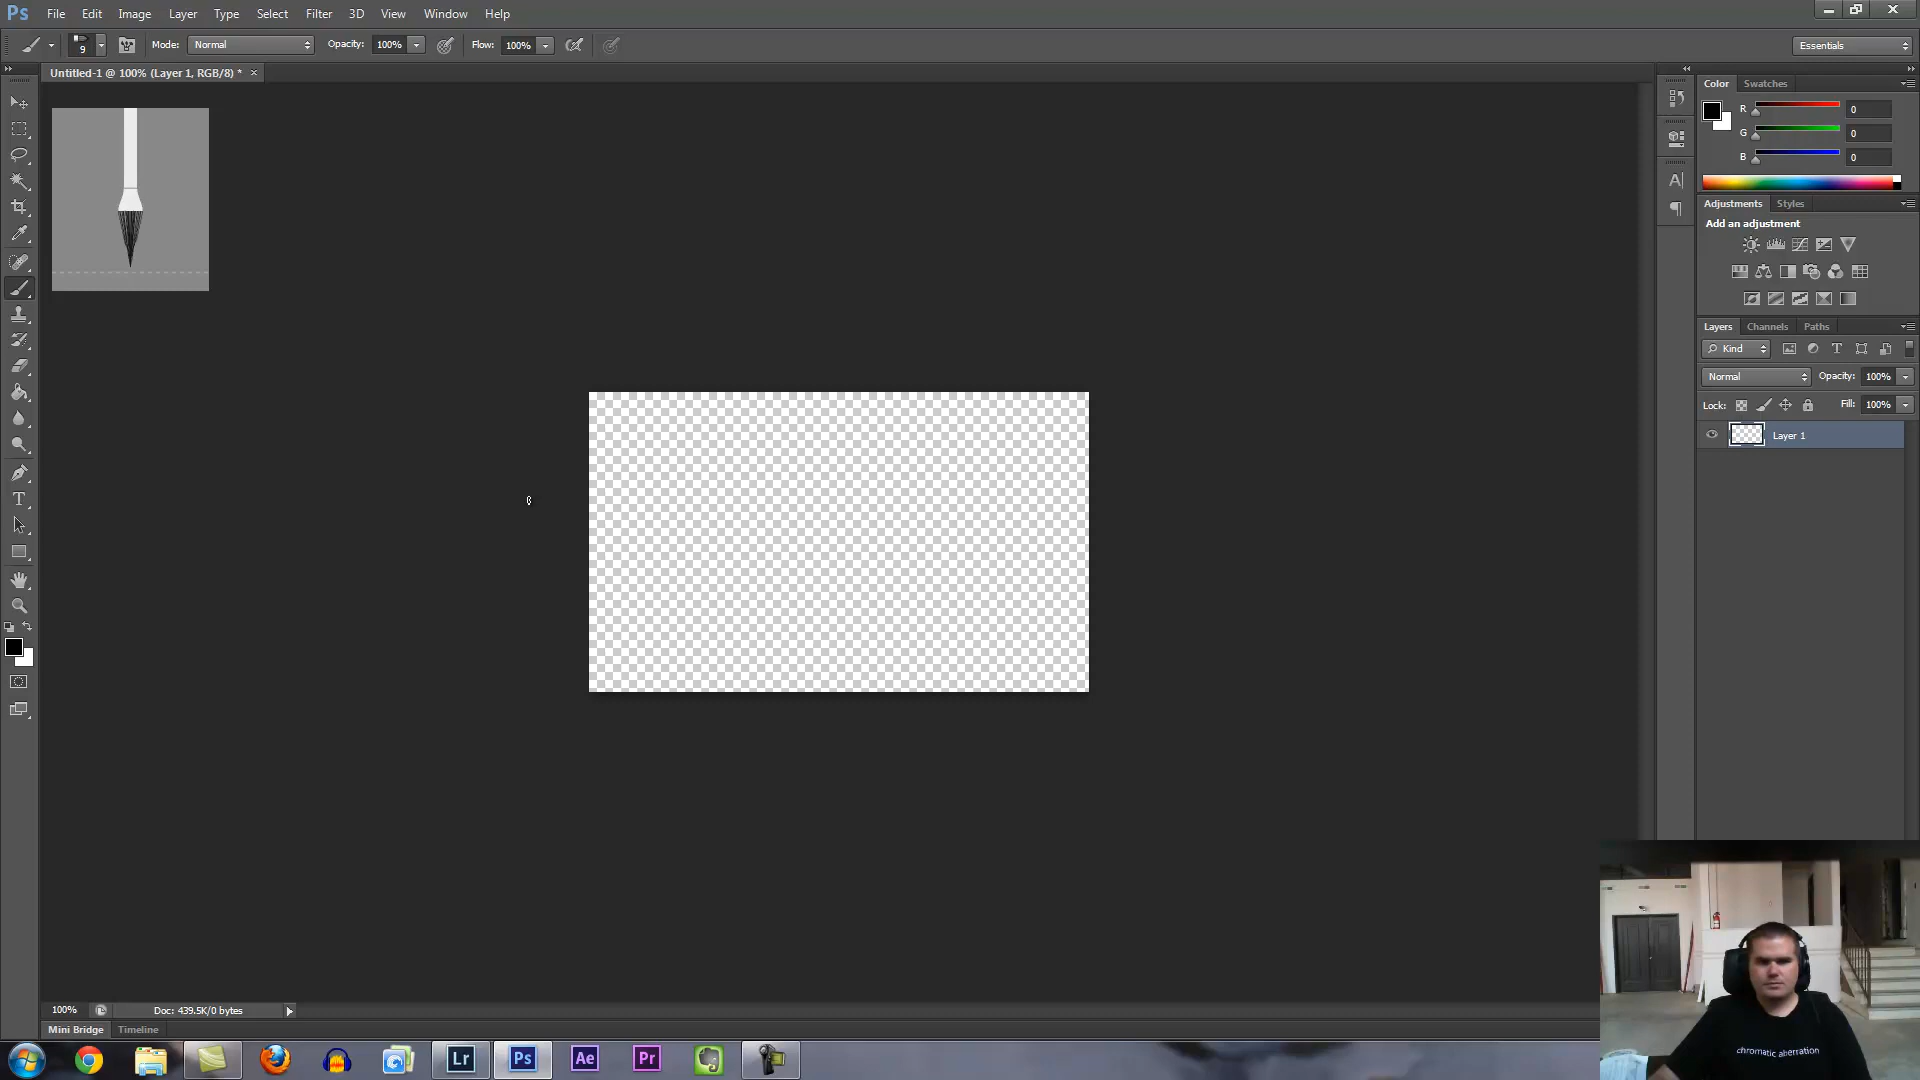 Ps File Edit Image Layer Type Select Filter 3D View Window Help
9 Mode: Normal Opacity: 100% Flow: 100% Essentials
Untitled-1 @ 100% (Layer 1, RGB/8) * ×
Color Swatches
R 0
G 0
B 0
Adjustments Styles
Add an adjustment
Layers Channels Paths
Kind
Normal Opacity: 100%
Lock: Fill: 100%
Layer 1
100% Doc: 439.5K/0 bytes
Mini Bridge Timeline
Lr Ps Ae Pr
chromatic aberration